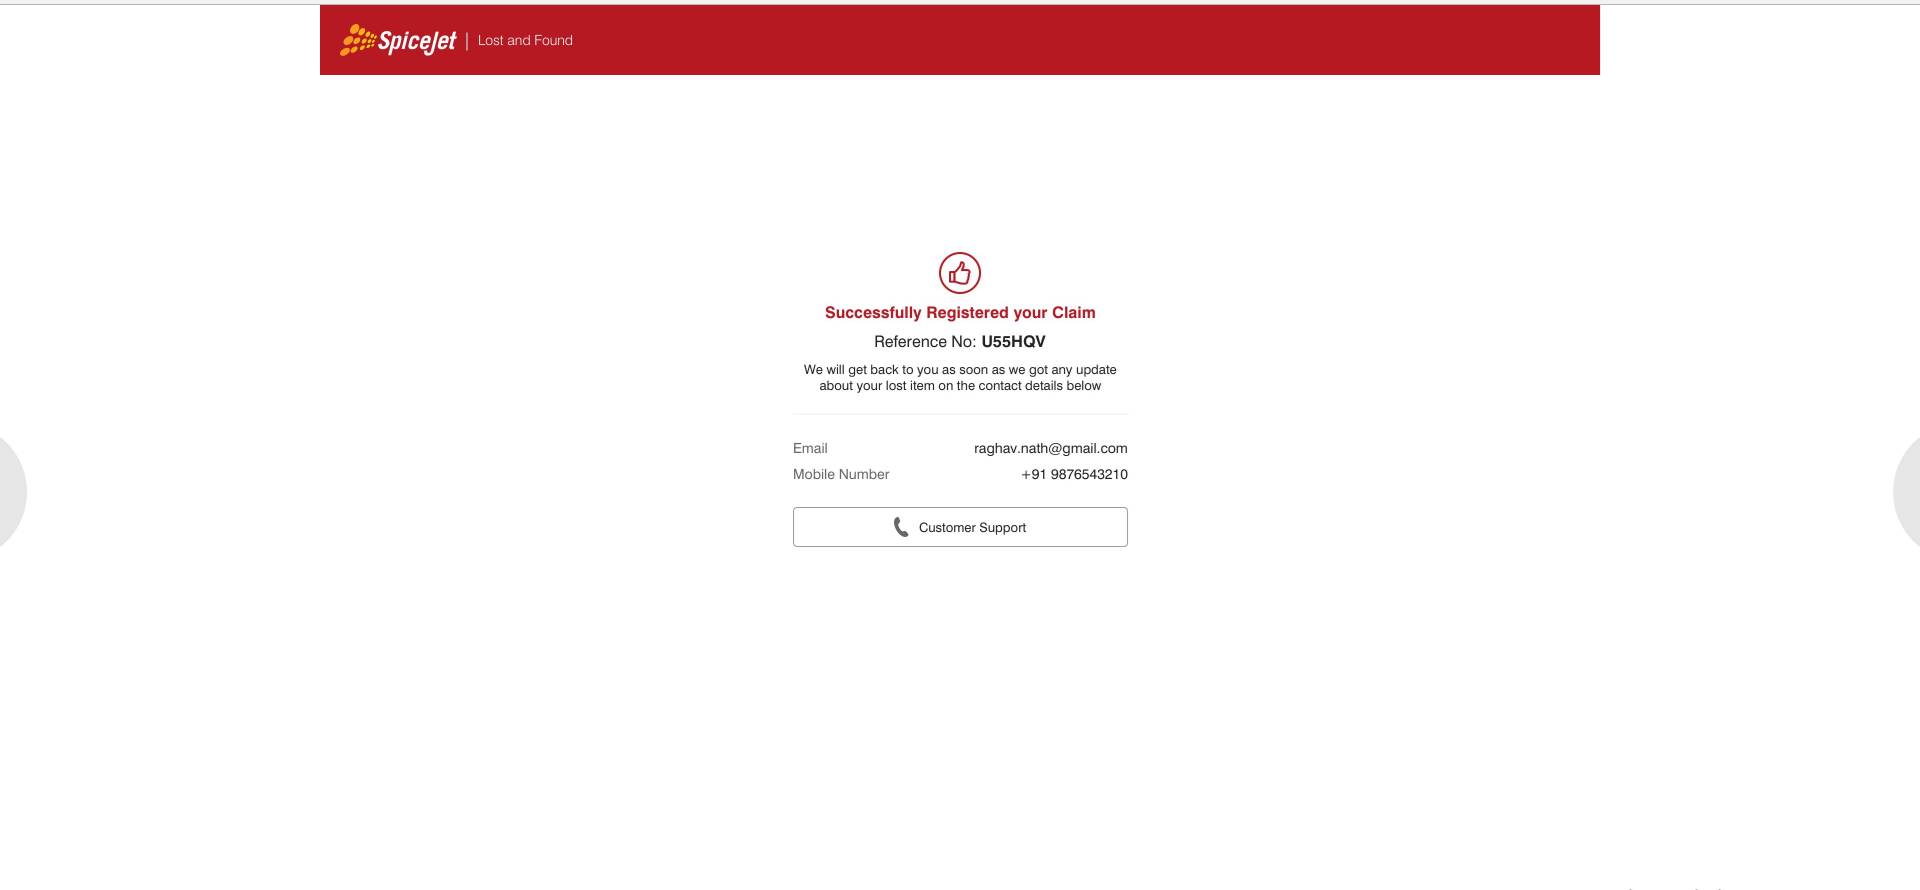 SpiceJet | Lost and Found
Successfully Registered your Claim
Reference No: U55HQV
We will get back to you as soon as we got any update
about your lost item on the contact details below
Email raghav.nath@gmail.com
Mobile Number +91 9876543210
Customer Support